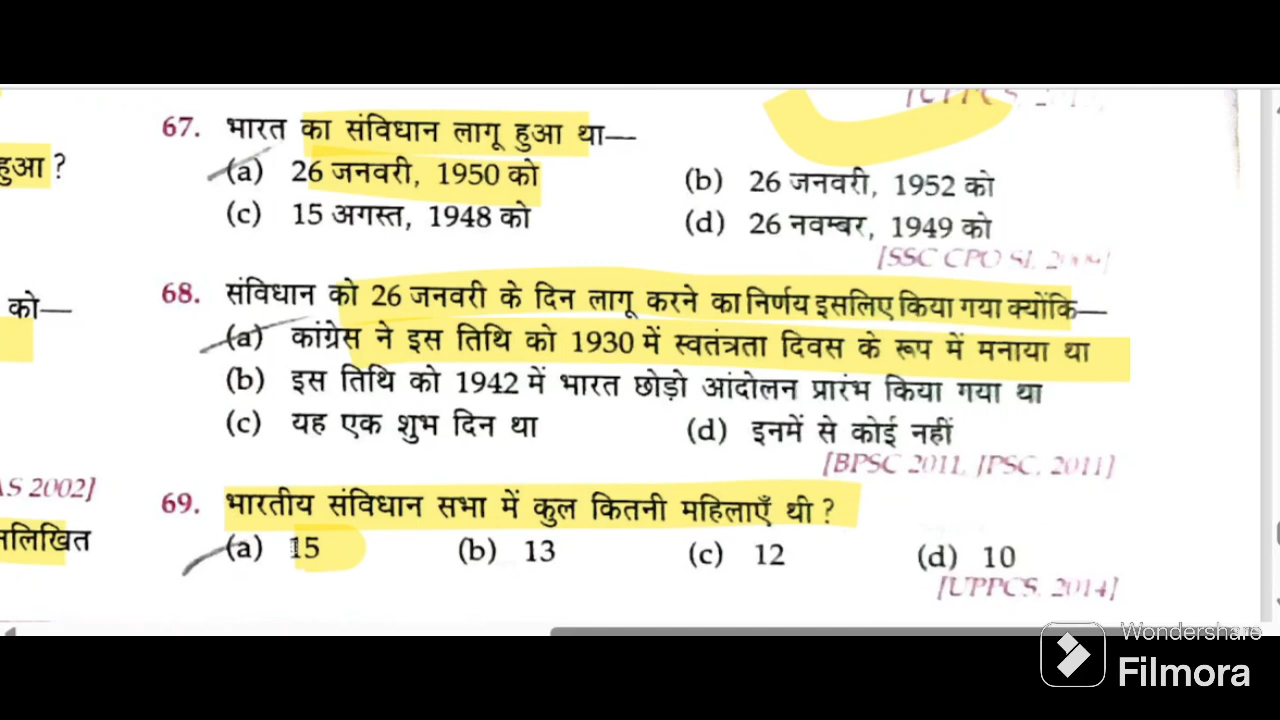 हुआ ?
को—
AS 2002]
नलिखित
67. भारत का संविधान लागू हुआ था—
(a) 26 जनवरी, 1950 को (b) 26 जनवरी, 1952 को
(c) 15 अगस्त, 1948 को (d) 26 नवम्बर, 1949 को
[SSC CPO SI,
68. संविधान को 26 जनवरी के दिन लागू करने का निर्णय इसलिए किया गया क्योंकि—
(a) कांग्रेस ने इस तिथि को 1930 में स्वतंत्रता दिवस के रूप में मनाया था
(b) इस तिथि को 1942 में भारत छोड़ो आंदोलन प्रारंभ किया गया था
(c) यह एक शुभ दिन था (d) इनमें से कोई नहीं
[BPSC 2011, JPSC, 2011]
69. भारतीय संविधान सभा में कुल कितनी महिलाएँ थी ?
(a) 15 (b) 13 (c) 12 (d) 10
[UPPCS, 2014]
Wondershare
Filmora